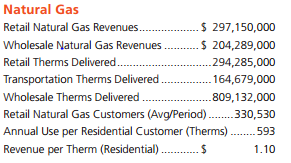 Natural Gas
Retail Natural Gas Revenues.................... $ 297,150,000
Wholesale Natural Gas Revenues ............ $ 204,289,000
Retail Therms Delivered............................294,285,000
Transportation Therms Delivered ...............164,679,000
Wholesale Therms Delivered .....................809,132,000
Retail Natural Gas Customers (Avg/Period)........330,530
Annual Use per Residential Customer (Therms) .......593
Revenue per Therm (Residential) ............ $ 1.10